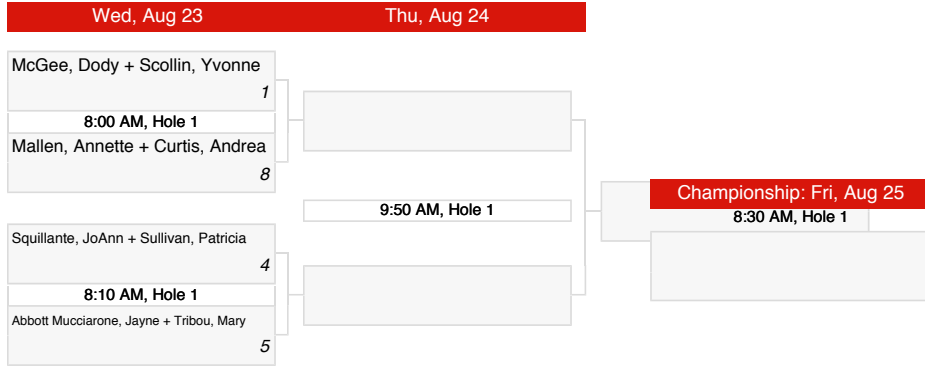 Wed, Aug 23
Thu, Aug 24
McGee, Dody + Scollin, Yvonne
1
8:00 AM, Hole 1
Mallen, Annette + Curtis, Andrea
8
9:50 AM, Hole 1
Championship: Fri, Aug 25
8:30 AM, Hole 1
Squillante, JoAnn + Sullivan, Patricia
4
8:10 AM, Hole 1
Abbott Mucciarone, Jayne + Tribou, Mary
5